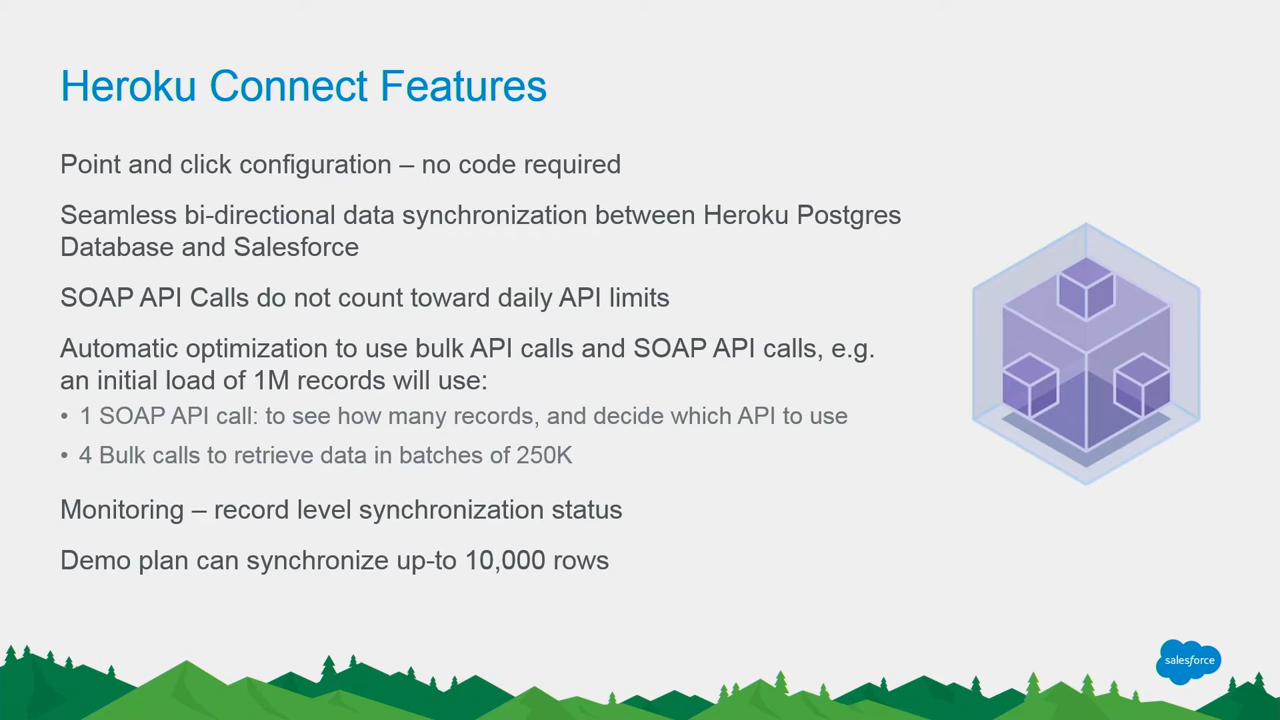 Heroku Connect Features
Point and click configuration – no code required
Seamless bi-directional data synchronization between Heroku Postgres
Database and Salesforce
SOAP API Calls do not count toward daily API limits
Automatic optimization to use bulk API calls and SOAP API calls, e.g.
an initial load of 1M records will use:
• 1 SOAP API call: to see how many records, and decide which API to use
• 4 Bulk calls to retrieve data in batches of 250K
Monitoring – record level synchronization status
Demo plan can synchronize up-to 10,000 rows
salesforce